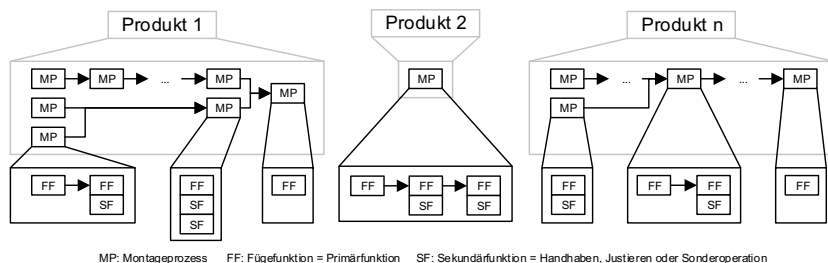 Produkt 1 Produkt 2 Produkt n
MP MP ... MP MP MP ... MP ... MP
MP MP MP
MP
FF FF FF FF FF FF FF FF FF FF FF
SF SF SF SF SF SF
SF
MP: Montageprozess FF: Fügefunktion = Primärfunktion SF: Sekundärfunktion = Handhaben, Justieren oder Sonderoperation